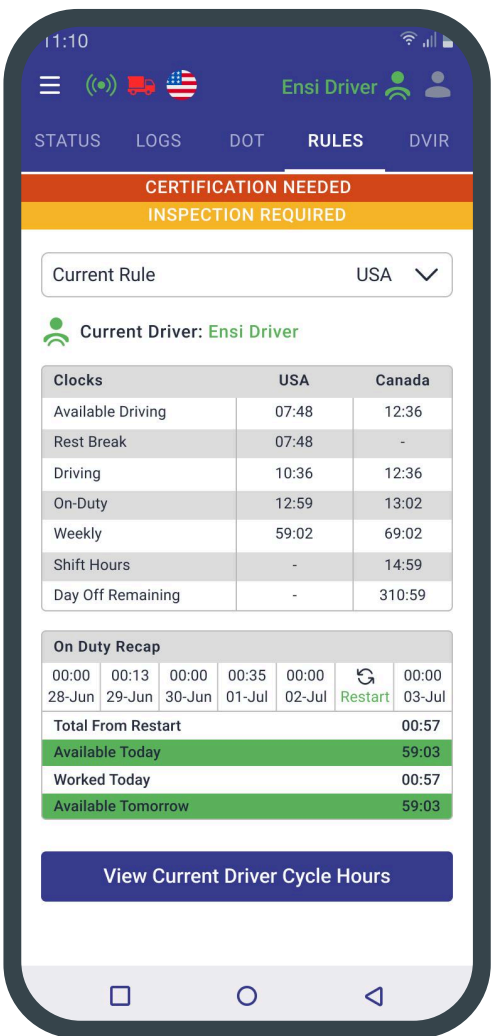 11:10
Ensi Driver
STATUS LOGS DOT RULES DVIR
CERTIFICATION NEEDED
INSPECTION REQUIRED
Current Rule USA
Current Driver: Ensi Driver
Clocks USA Canada
Available Driving 07:48 12:36
Rest Break 07:48 -
Driving 10:36 12:36
On-Duty 12:59 13:02
Weekly 59:02 69:02
Shift Hours - 14:59
Day Off Remaining - 310:59
On Duty Recap
00:00 00:13 00:00 00:35 00:00 00:00
28-Jun 29-Jun 30-Jun 01-Jul 02-Jul Restart 03-Jul
Total From Restart 00:57
Available Today 59:03
Worked Today 00:57
Available Tomorrow 59:03
View Current Driver Cycle Hours